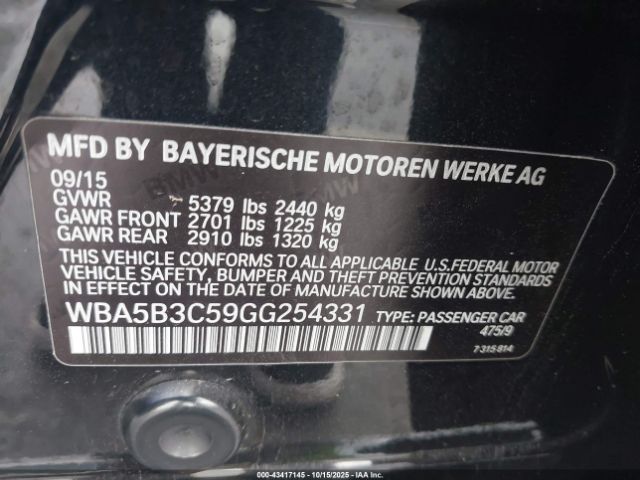 MFD BY BAYERISCHE MOTOREN WERKE AG
09/15
GVWR 5379 lbs 2440 kg
GAWR FRONT 2701 lbs 1225 kg
GAWR REAR 2910 lbs 1320 kg
THIS VEHICLE CONFORMS TO ALL APPLICABLE U.S.FEDERAL MOTOR
VEHICLE SAFETY, BUMPER AND THEFT PREVENTION STANDARDS
IN EFFECT ON THE DATE OF MANUFACTURE SHOWN ABOVE.
WBA5B3C59GG254331 TYPE: PASSENGER CAR
475/9
7 315 814
000-43417145 - 10/15/2025 - IAA Inc.